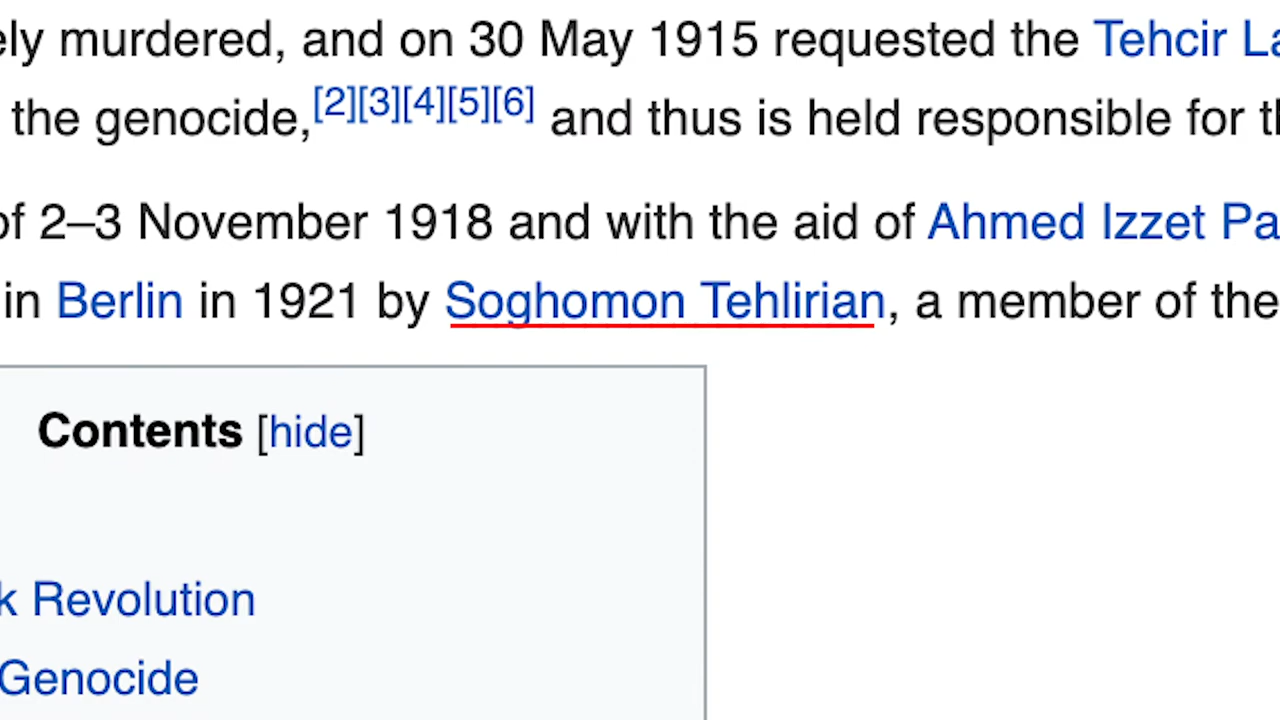 ely murdered, and on 30 May 1915 requested the Tehcir La
the genocide,[2][3][4][5][6] and thus is held responsible for th
of 2–3 November 1918 and with the aid of Ahmed Izzet Pa
in Berlin in 1921 by Soghomon Tehlirian, a member of the
Contents [hide]
k Revolution
Genocide